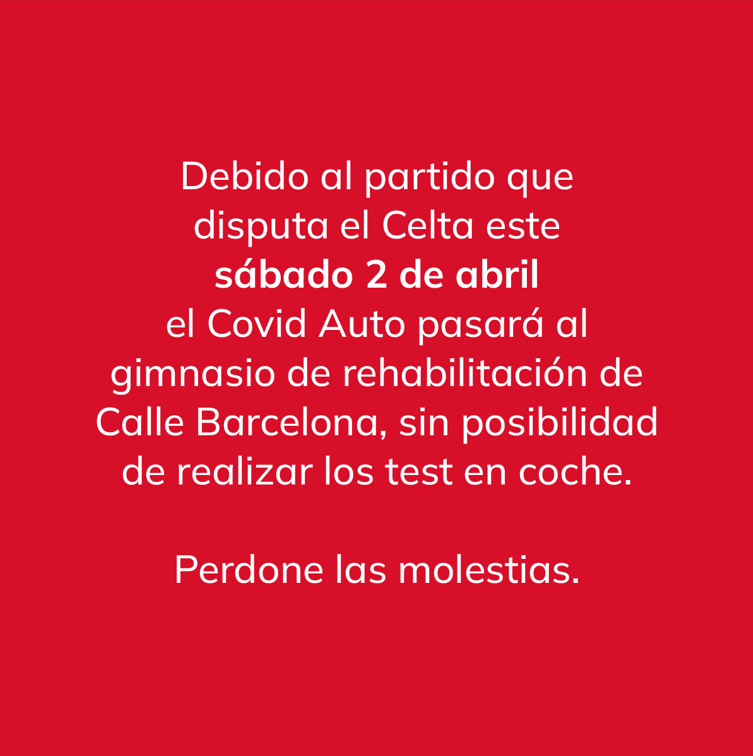 Debido al partido que
disputa el Celta este
sábado 2 de abril
el Covid Auto pasará al
gimnasio de rehabilitación de
Calle Barcelona, sin posibilidad
de realizar los test en coche.
Perdone las molestias.